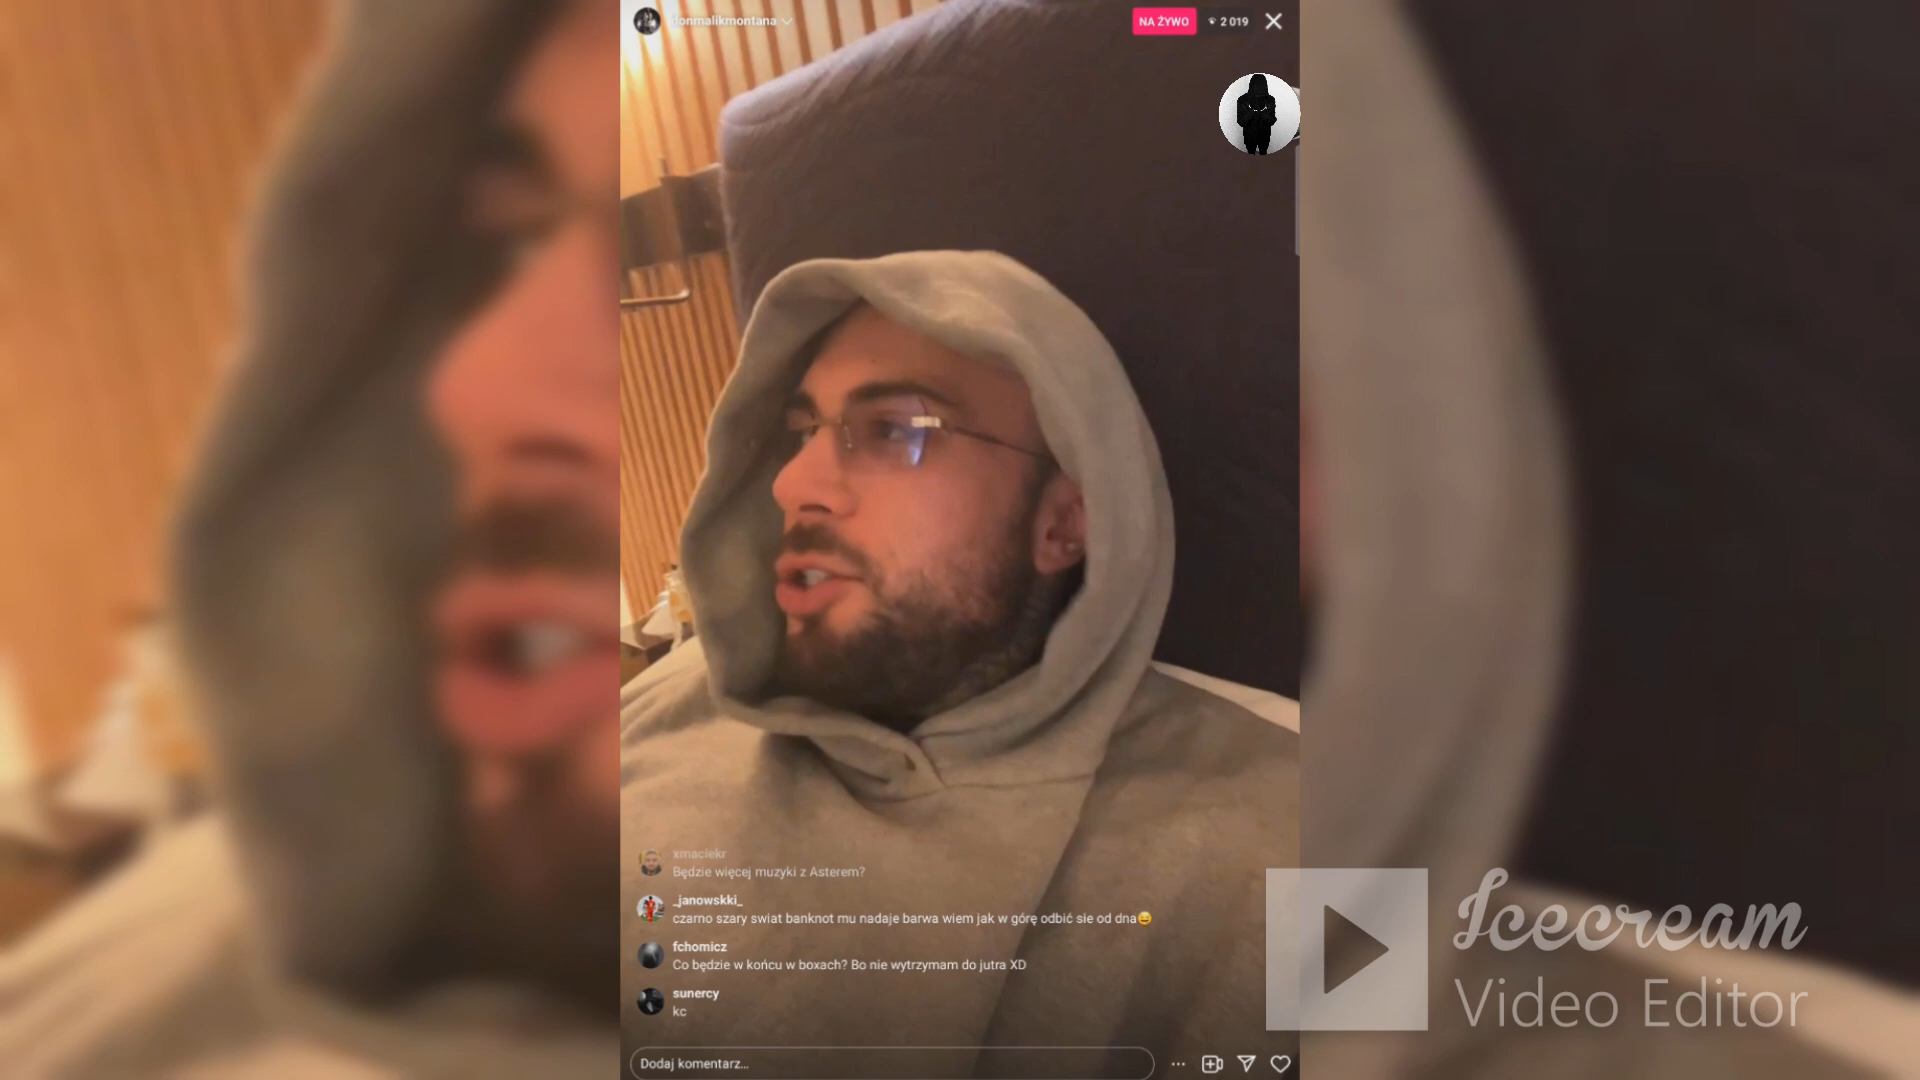 donmalikmontana
NA ŻYWO
2 019
xmaciekr
Będzie więcej muzyki z Asterem?
_janowskki_
czarno szary swiat banknot mu nadaje barwa wiem jak w górę odbić sie od dna😂
fchomicz
Co będzie w końcu w boxach? Bo nie wytrzymam do jutra XD
sunercy
kc
Dodaj komentarz...
Icecream
Video Editor